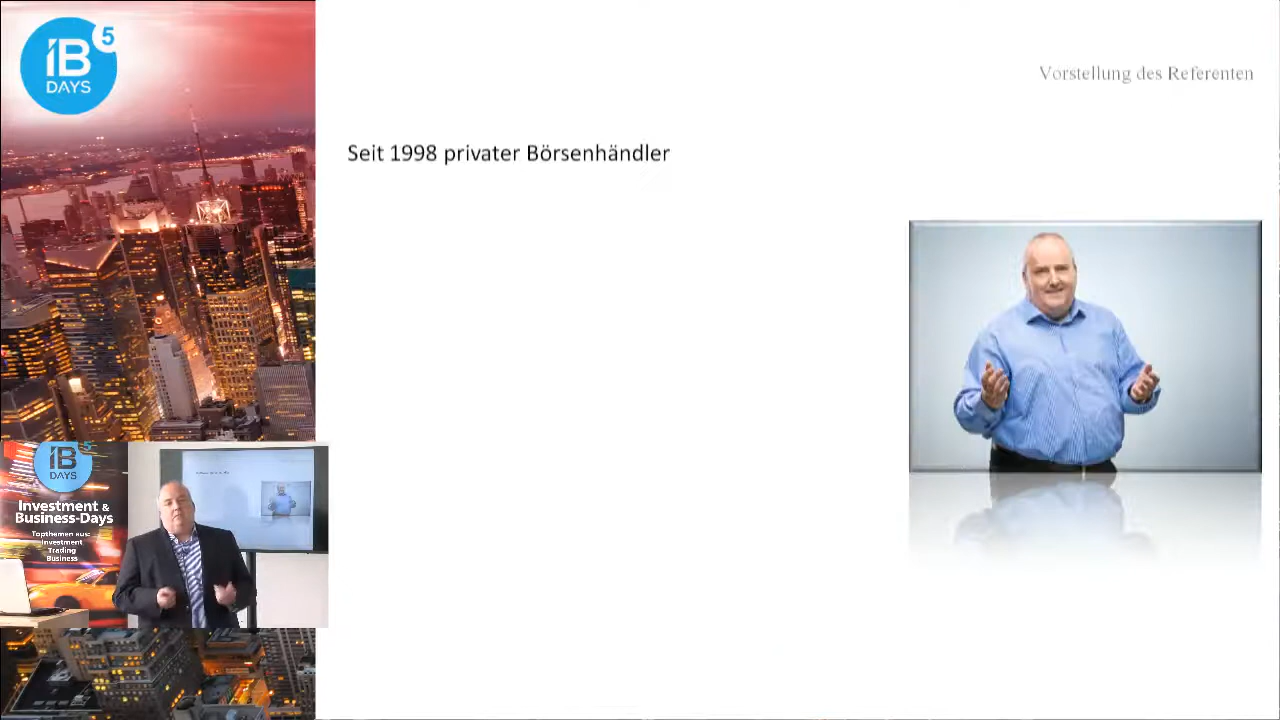 5
IB
DAYS
Vorstellung des Referenten
Seit 1998 privater Börsenhändler
5
IB
DAYS
Investment &
Business-Days
Topthemen aus:
Investment
Trading
Business